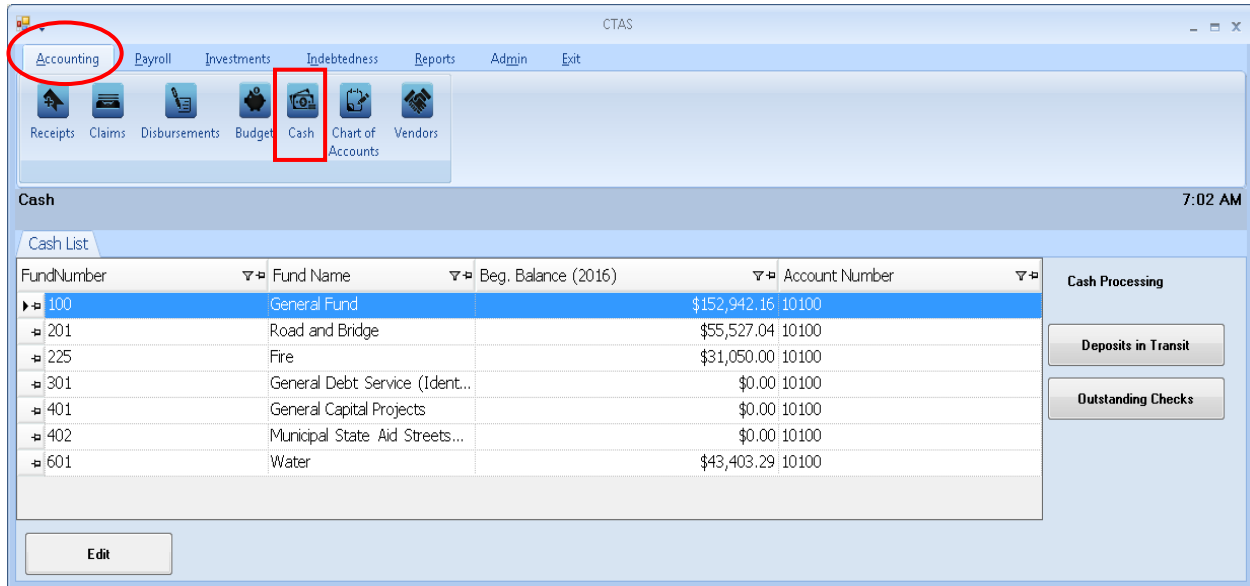 CTAS
Accounting Payroll Investments Indebtedness Reports Admin Exit
Receipts Claims Disbursements Budget Cash Chart of Accounts Vendors
Cash 7:02 AM
Cash List
FundNumber Fund Name Beg. Balance (2016) Account Number
100 General Fund $152,942.16 10100
201 Road and Bridge $55,527.04 10100
225 Fire $31,050.00 10100
301 General Debt Service (Ident... $0.00 10100
401 General Capital Projects $0.00 10100
402 Municipal State Aid Streets... $0.00 10100
601 Water $43,403.29 10100
Cash Processing
Deposits in Transit
Outstanding Checks
Edit